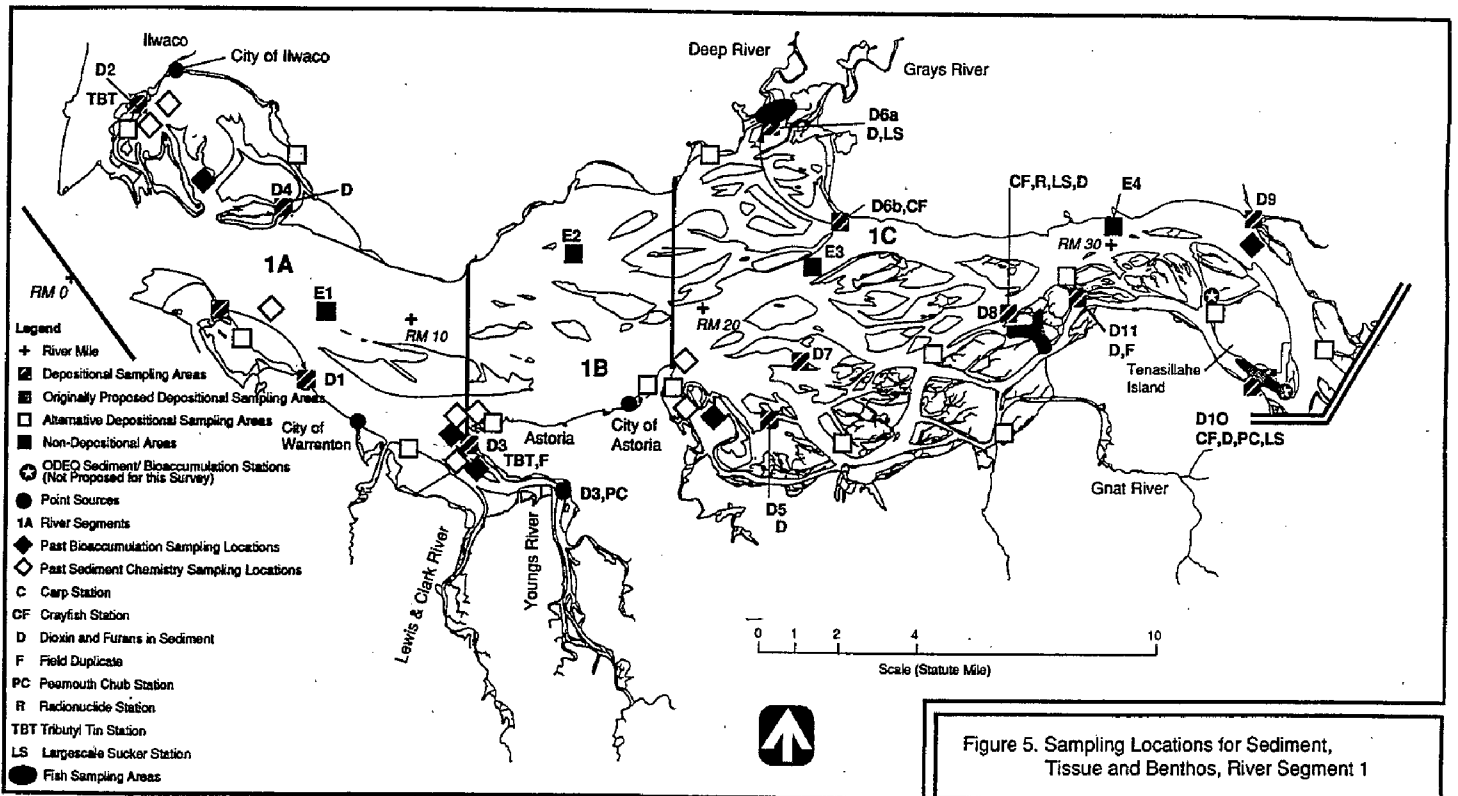 Ilwaco
City of Ilwaco
D2
TBT
D4
D
Deep River
Grays River
D6a
D,LS
D6b,CF
CF,R,LS,D
E4
D9
RM 30
1A
E2
E3
1C
RM 0
E1
RM 10
RM 20
D8
D11
D,F
Tenasillahe
Island
D7
1B
D1
City of
Warrenton
Astoria
City of
Astoria
D3
TBT,F
D3,PC
D5
D
D10
CF,D,PC,LS
Gnat River
Lewis & Clark River
Youngs River
Legend
+ River Mile
Depositional Sampling Areas
Originally Proposed Depositional Sampling Areas
Alternative Depositional Sampling Areas
Non-Depositional Areas
ODEQ Sediment/ Bioaccumulation Stations
(Not Proposed for this Survey)
Point Sources
1A River Segments
Past Bioaccumulation Sampling Locations
Past Sediment Chemistry Sampling Locations
C Carp Station
CF Crayfish Station
D Dioxin and Furans in Sediment
F Field Duplicate
PC Peamouth Chub Station
R Radionuclide Station
TBT Tributyl Tin Station
LS Largescale Sucker Station
Fish Sampling Areas
0 1 2 4 10
Scale (Statute Mile)
Figure 5. Sampling Locations for Sediment,
Tissue and Benthos, River Segment 1